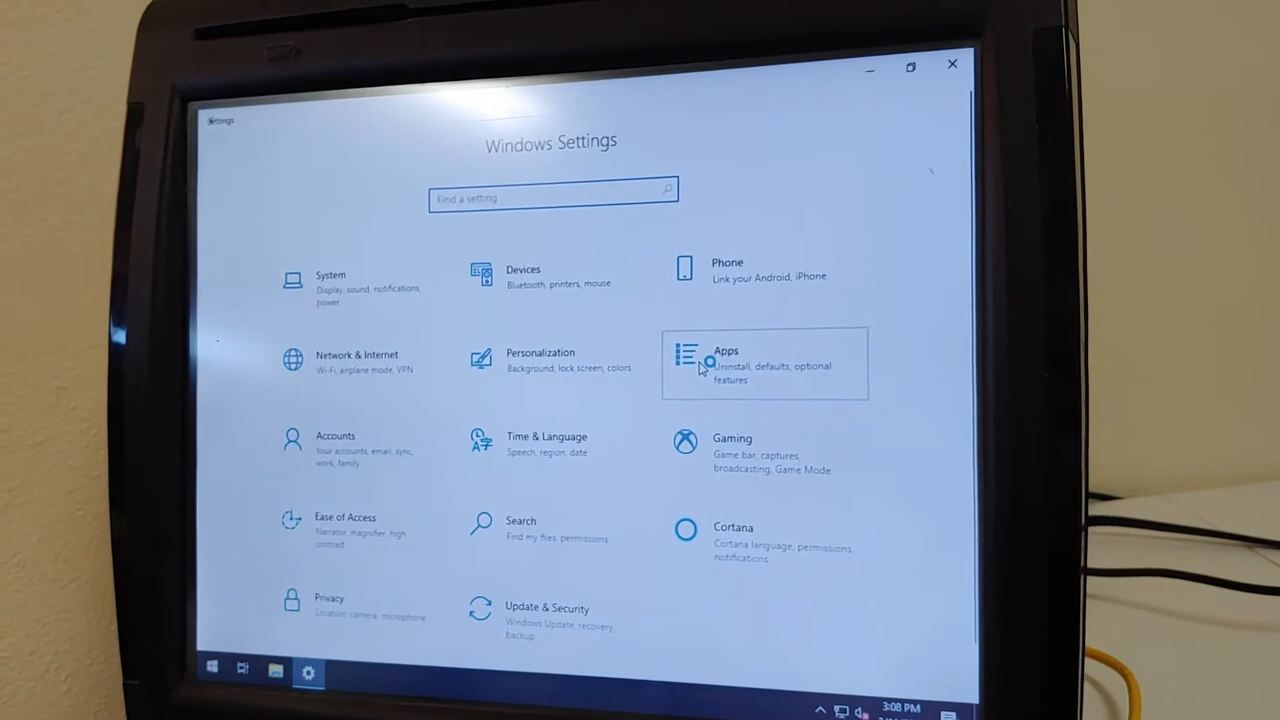 Settings
Windows Settings
Find a setting
System
Display, sound, notifications,
power
Devices
Bluetooth, printers, mouse
Phone
Link your Android, iPhone
Network & Internet
Wi-Fi, airplane mode, VPN
Personalization
Background, lock screen, colors
Apps
Uninstall, defaults, optional
features
Accounts
Your accounts, email, sync,
work, family
Time & Language
Speech, region, date
Gaming
Game bar, captures,
broadcasting, Game Mode
Ease of Access
Narrator, magnifier, high
contrast
Search
Find my files, permissions
Cortana
Cortana language, permissions,
notifications
Privacy
Location, camera, microphone
Update & Security
Windows Update, recovery,
backup
3:08 PM